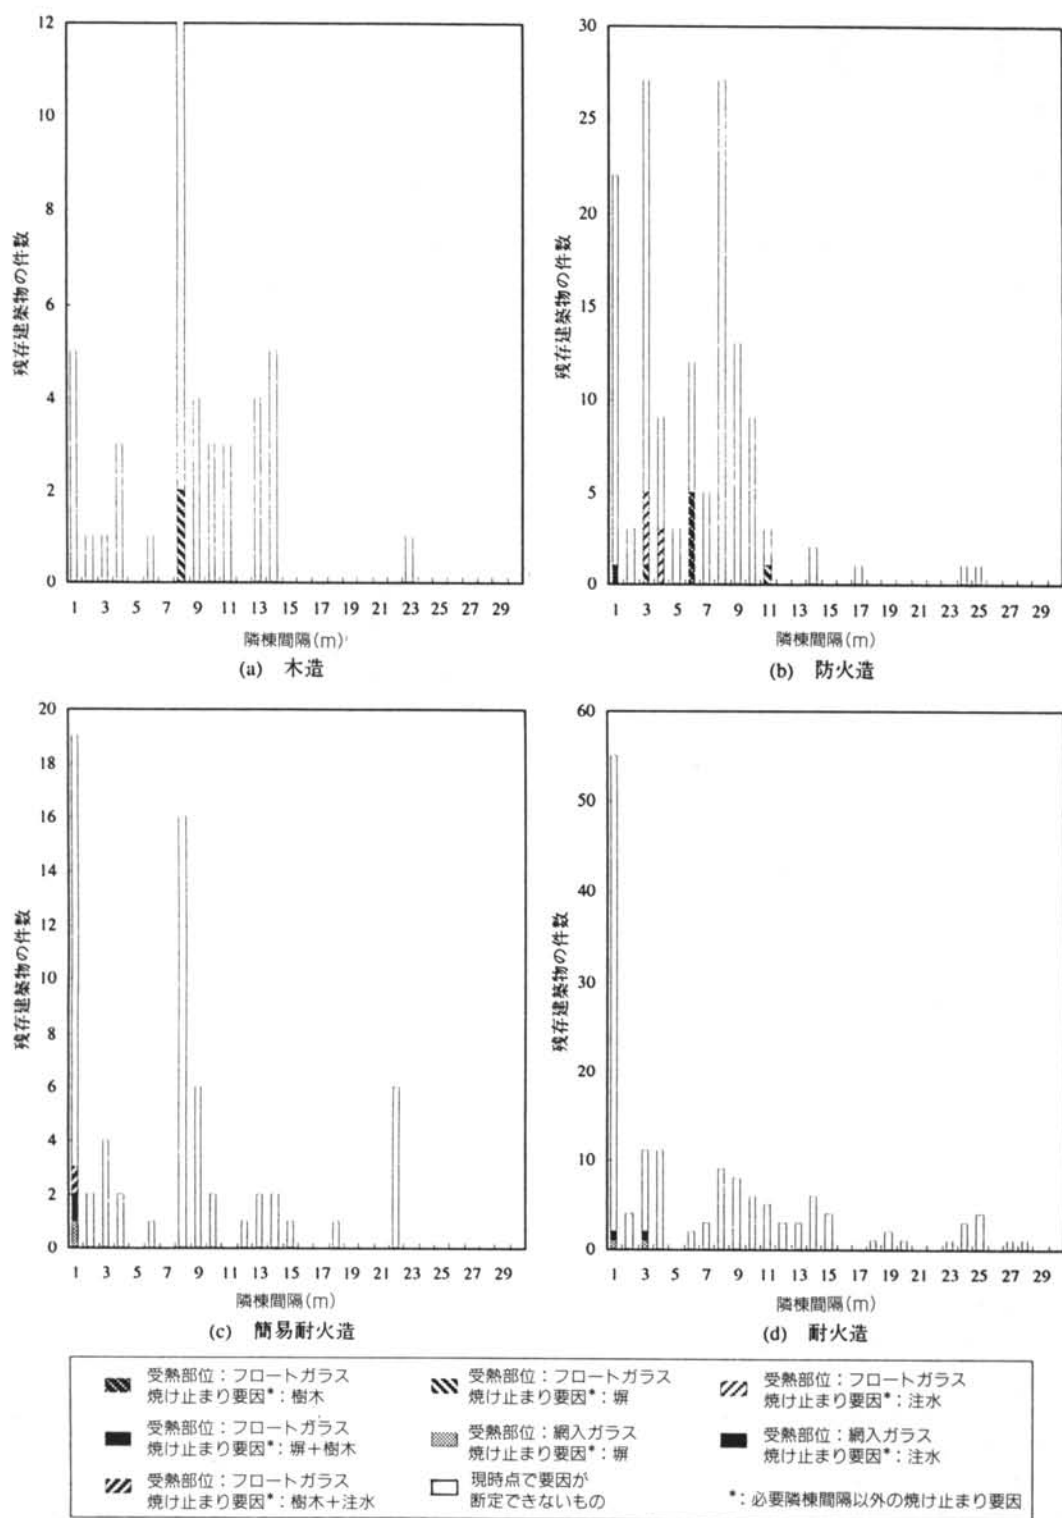 12
10
8
6
4
2
0
残存建築物の件数
1 3 5 7 9 11 13 15 17 19 21 23 25 27 29
隣棟間隔(m)
(a) 木造
30
25
20
15
10
5
0
残存建築物の件数
1 3 5 7 9 11 13 15 17 19 21 23 25 27 29
隣棟間隔(m)
(b) 防火造
20
18
16
14
12
10
8
6
4
2
0
残存建築物の件数
1 3 5 7 9 11 13 15 17 19 21 23 25 27 29
隣棟間隔(m)
(c) 簡易耐火造
60
50
40
30
20
10
0
残存建築物の件数
1 3 5 7 9 11 13 15 17 19 21 23 25 27 29
隣棟間隔(m)
(d) 耐火造
受熱部位：フロートガラス
焼け止まり要因*：樹木
受熱部位：フロートガラス
焼け止まり要因*：塀
受熱部位：フロートガラス
焼け止まり要因*：注水
受熱部位：フロートガラス
焼け止まり要因*：塀＋樹木
受熱部位：網入ガラス
焼け止まり要因*：塀
受熱部位：網入ガラス
焼け止まり要因*：注水
受熱部位：フロートガラス
焼け止まり要因*：樹木＋注水
現時点で要因が
断定できないもの
*：必要隣棟間隔以外の焼け止まり要因